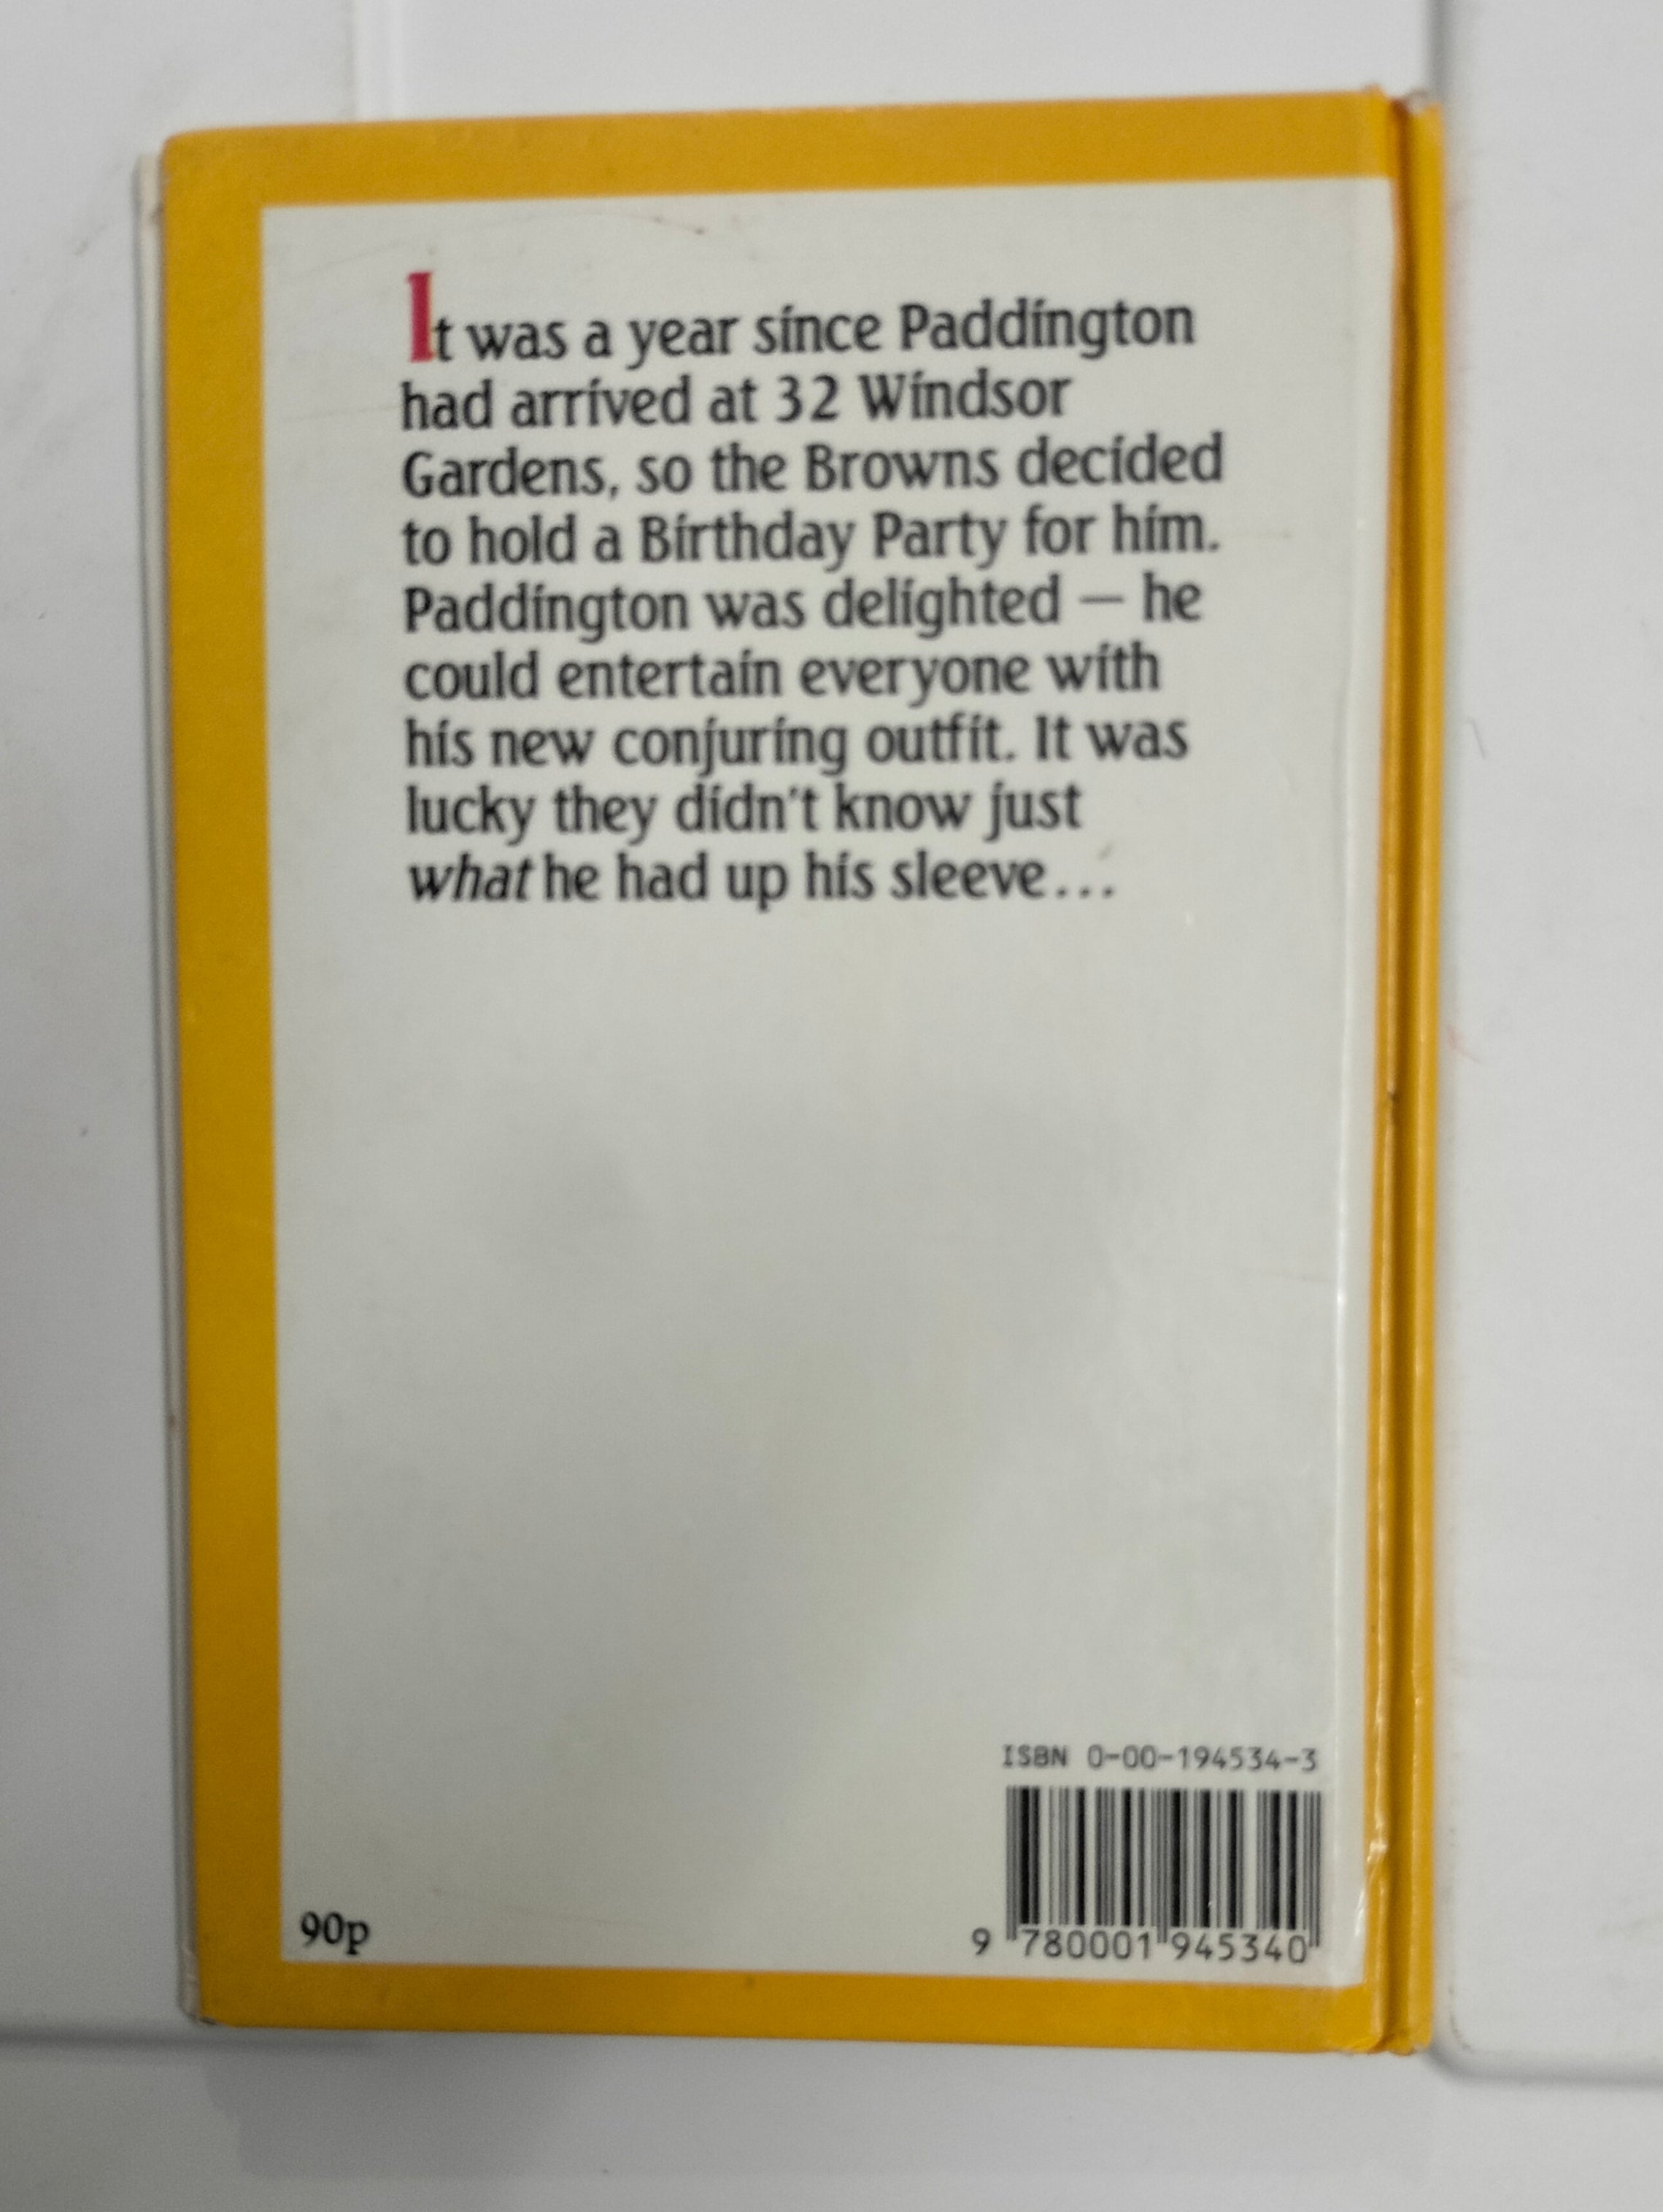 It was a year since Paddington
had arrived at 32 Windsor
Gardens, so the Browns decided
to hold a Birthday Party for him.
Paddington was delighted — he
could entertain everyone with
his new conjuring outfit. It was
lucky they didn't know just
what he had up his sleeve...
ISBN 0-00-194534-3
90p
9 780001 945340